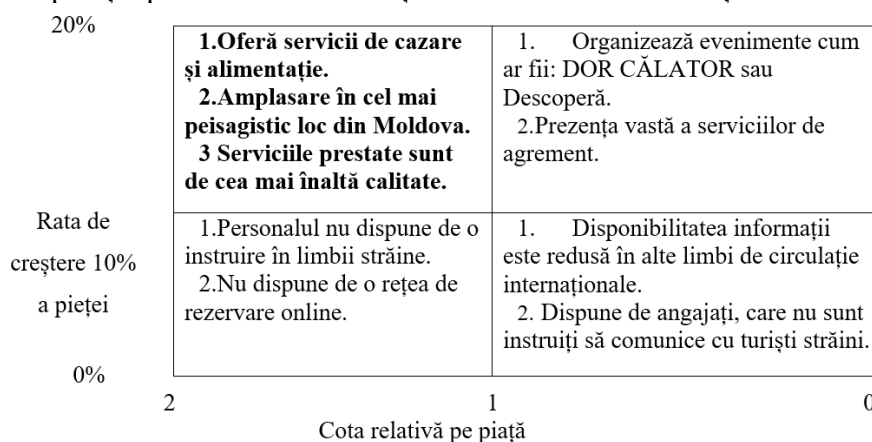 20%
1.Oferă servicii de cazare
și alimentație.
2.Amplasare în cel mai
peisagistic loc din Moldova.
3 Serviciile prestate sunt
de cea mai înaltă calitate.
1. Organizează evenimente cum
ar fii: DOR CĂLATOR sau
Descoperă.
2.Prezența vastă a serviciilor de
agrement.
Rata de
creștere 10%
a pieței
1.Personalul nu dispune de o
instruire în limbii străine.
2.Nu dispune de o rețea de
rezervare online.
1. Disponibilitatea informații
este redusă în alte limbi de circulație
internaționale.
2. Dispune de angajați, care nu sunt
instruiți să comunice cu turiști străini.
0%
2 1 0
Cota relativă pe piață